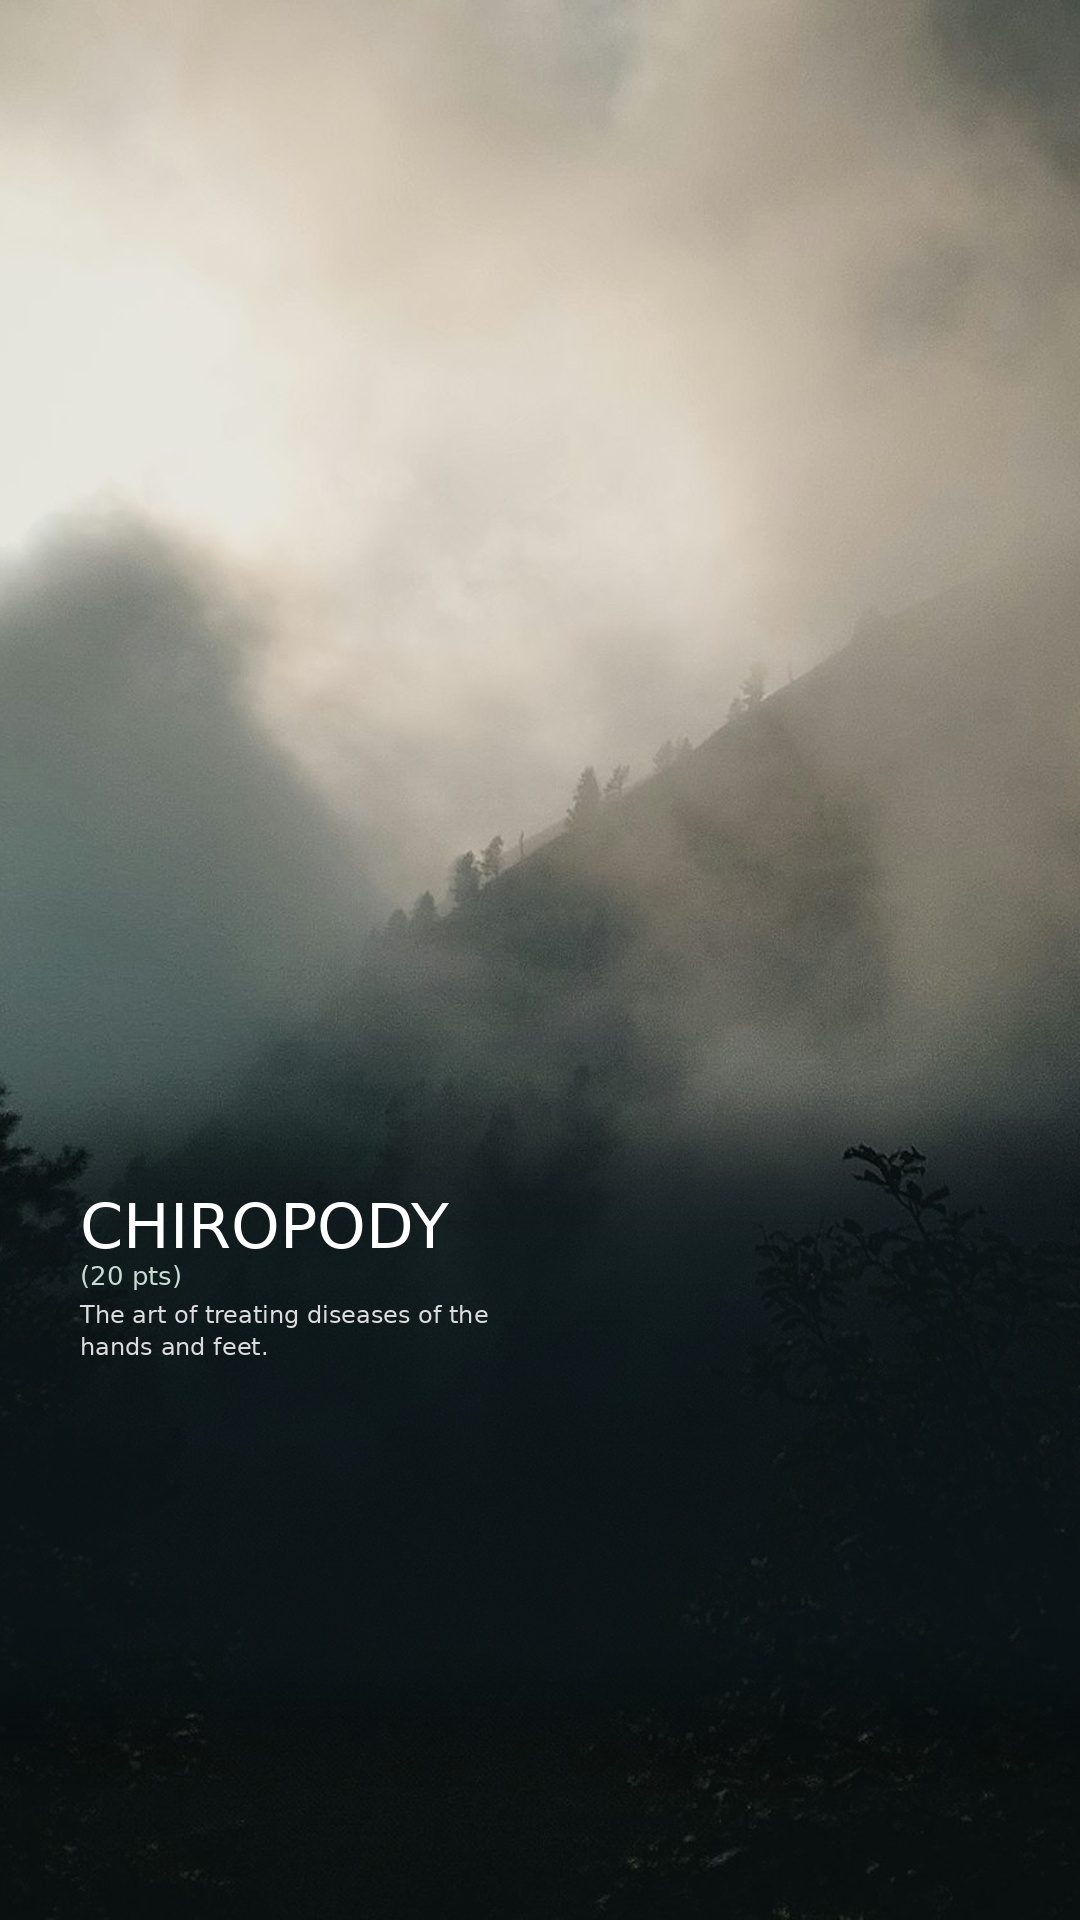 CHIROPODY
(20 pts)
The art of treating diseases of the
hands and feet.